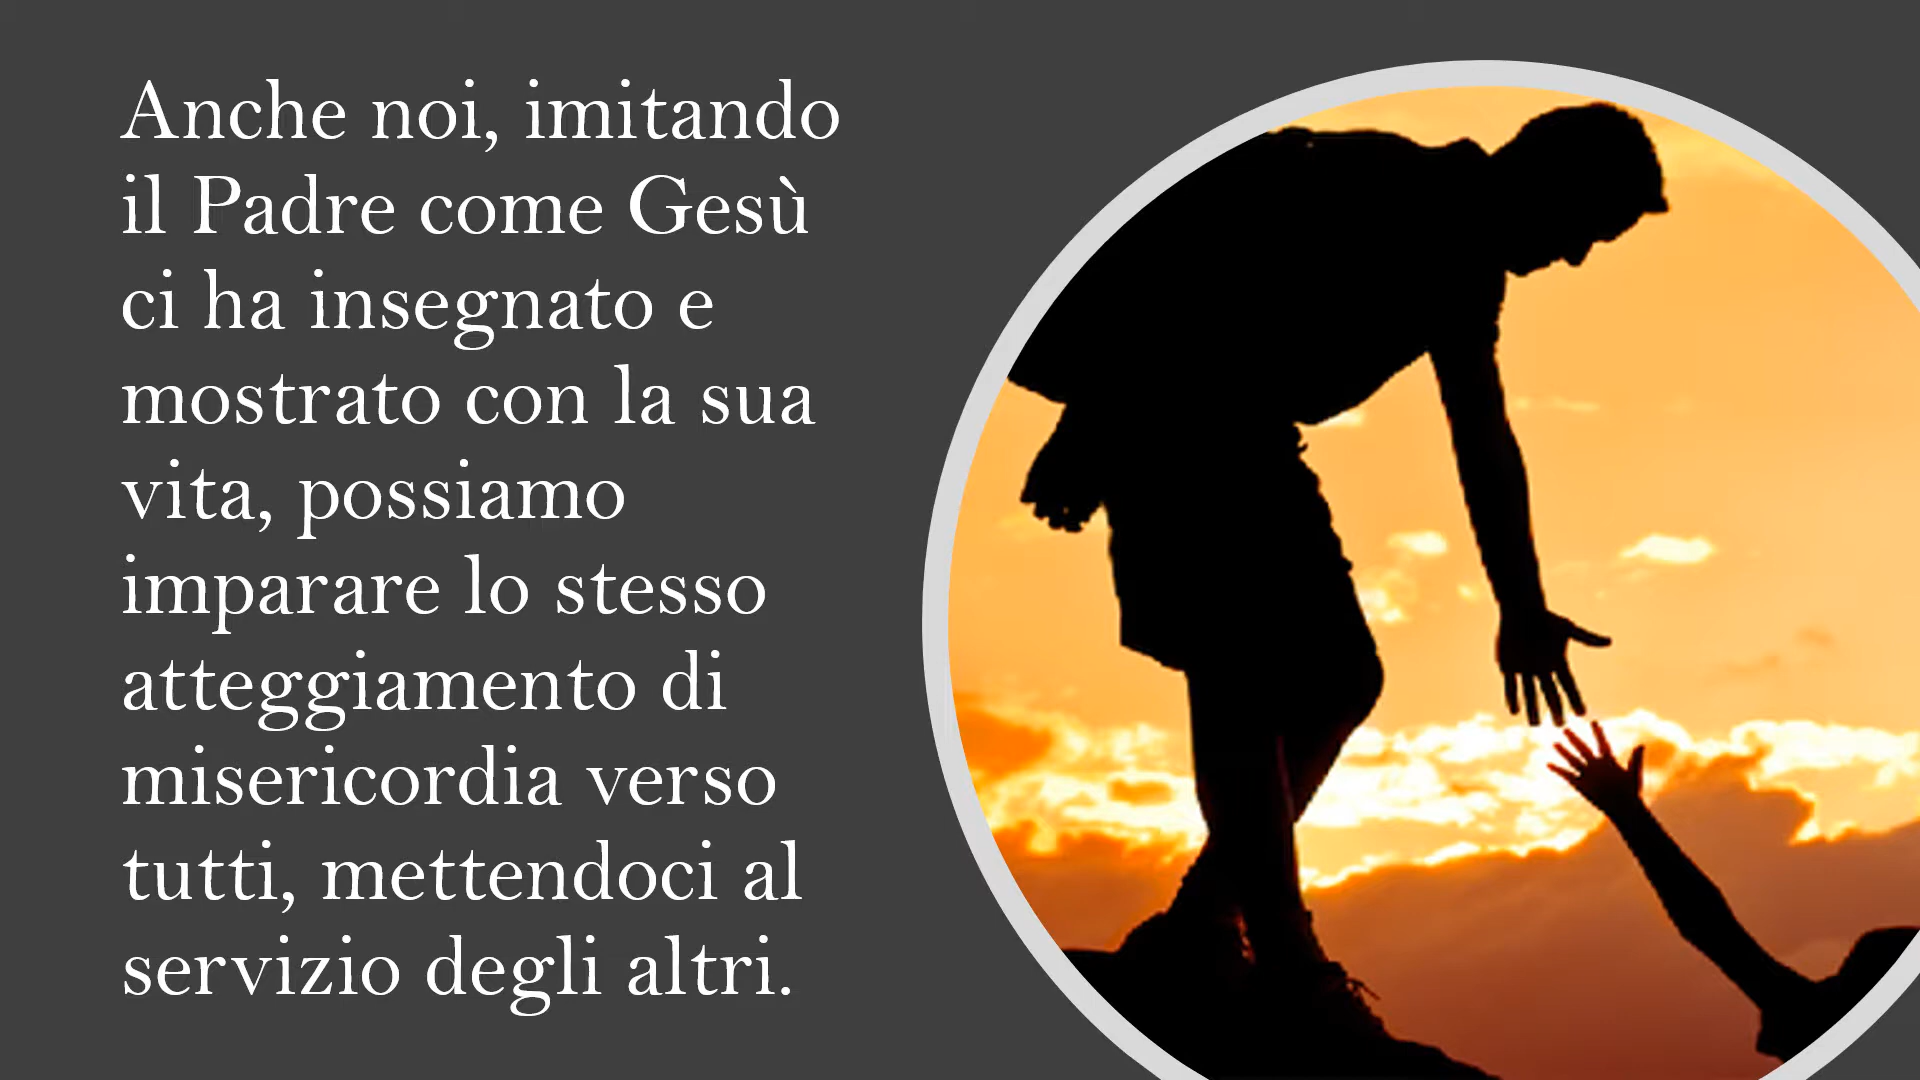 Anche noi, imitando
il Padre come Gesù
ci ha insegnato e
mostrato con la sua
vita, possiamo
imparare lo stesso
atteggiamento di
misericordia verso
tutti, mettendoci al
servizio degli altri.